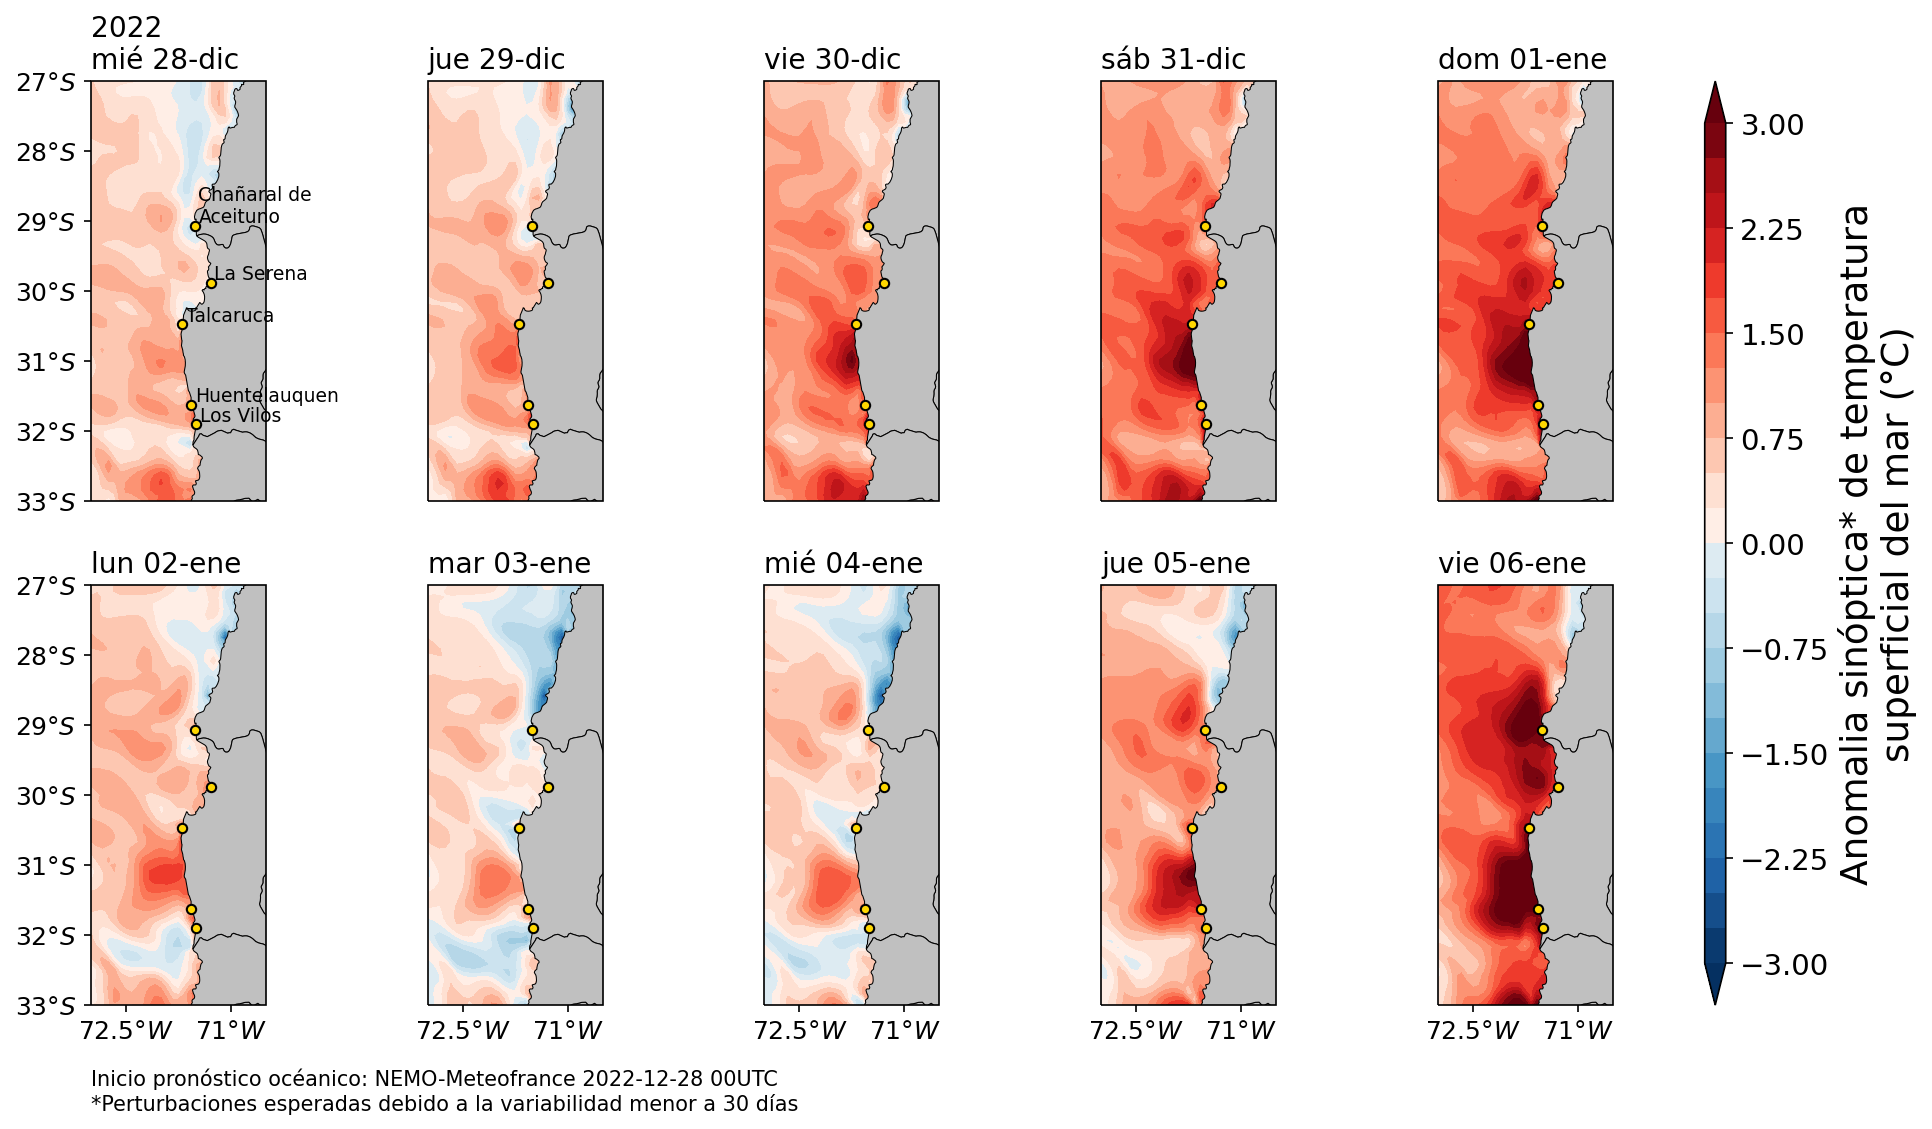 2022
mié 28-dic
jue 29-dic
vie 30-dic
sáb 31-dic
dom 01-ene
27°S
28°S
29°S
30°S
31°S
32°S
33°S
Chañaral de
Aceituno
La Serena
Talcaruca
Huentelauquen
Los Vilos
lun 02-ene
mar 03-ene
mié 04-ene
jue 05-ene
vie 06-ene
27°S
28°S
29°S
30°S
31°S
32°S
33°S
72.5°W 71°W
72.5°W 71°W
72.5°W 71°W
72.5°W 71°W
72.5°W 71°W
3.00
2.25
1.50
0.75
0.00
−0.75
−1.50
−2.25
−3.00
Anomalia sinóptica* de temperatura
superficial del mar (°C)
Inicio pronóstico océanico: NEMO-Meteofrance 2022-12-28 00UTC
*Perturbaciones esperadas debido a la variabilidad menor a 30 días